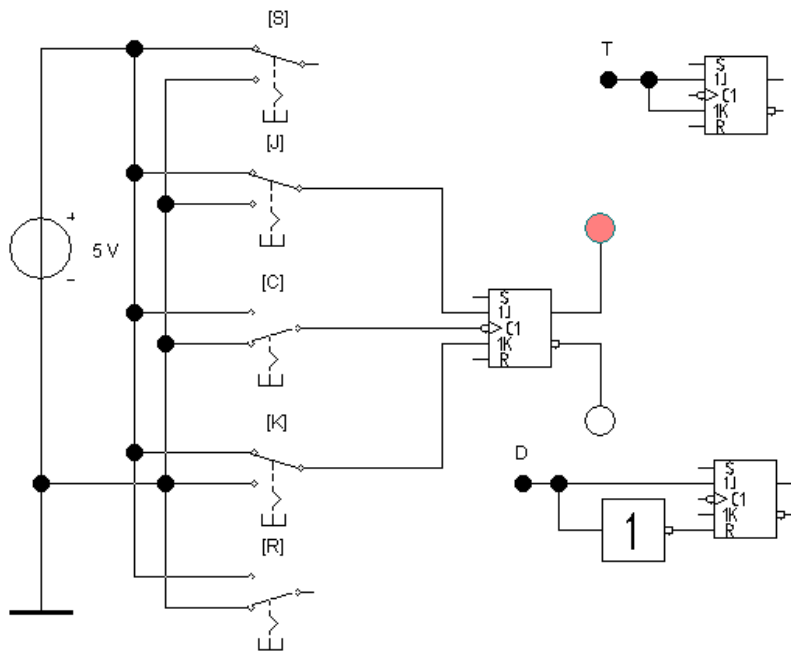 [S]
T
S
1J
C1
1K
R
[J]
+
5 V
−
[C]
S
1J
C1
1K
R
[K]
D
S
1J
C1
1K
R
1
[R]